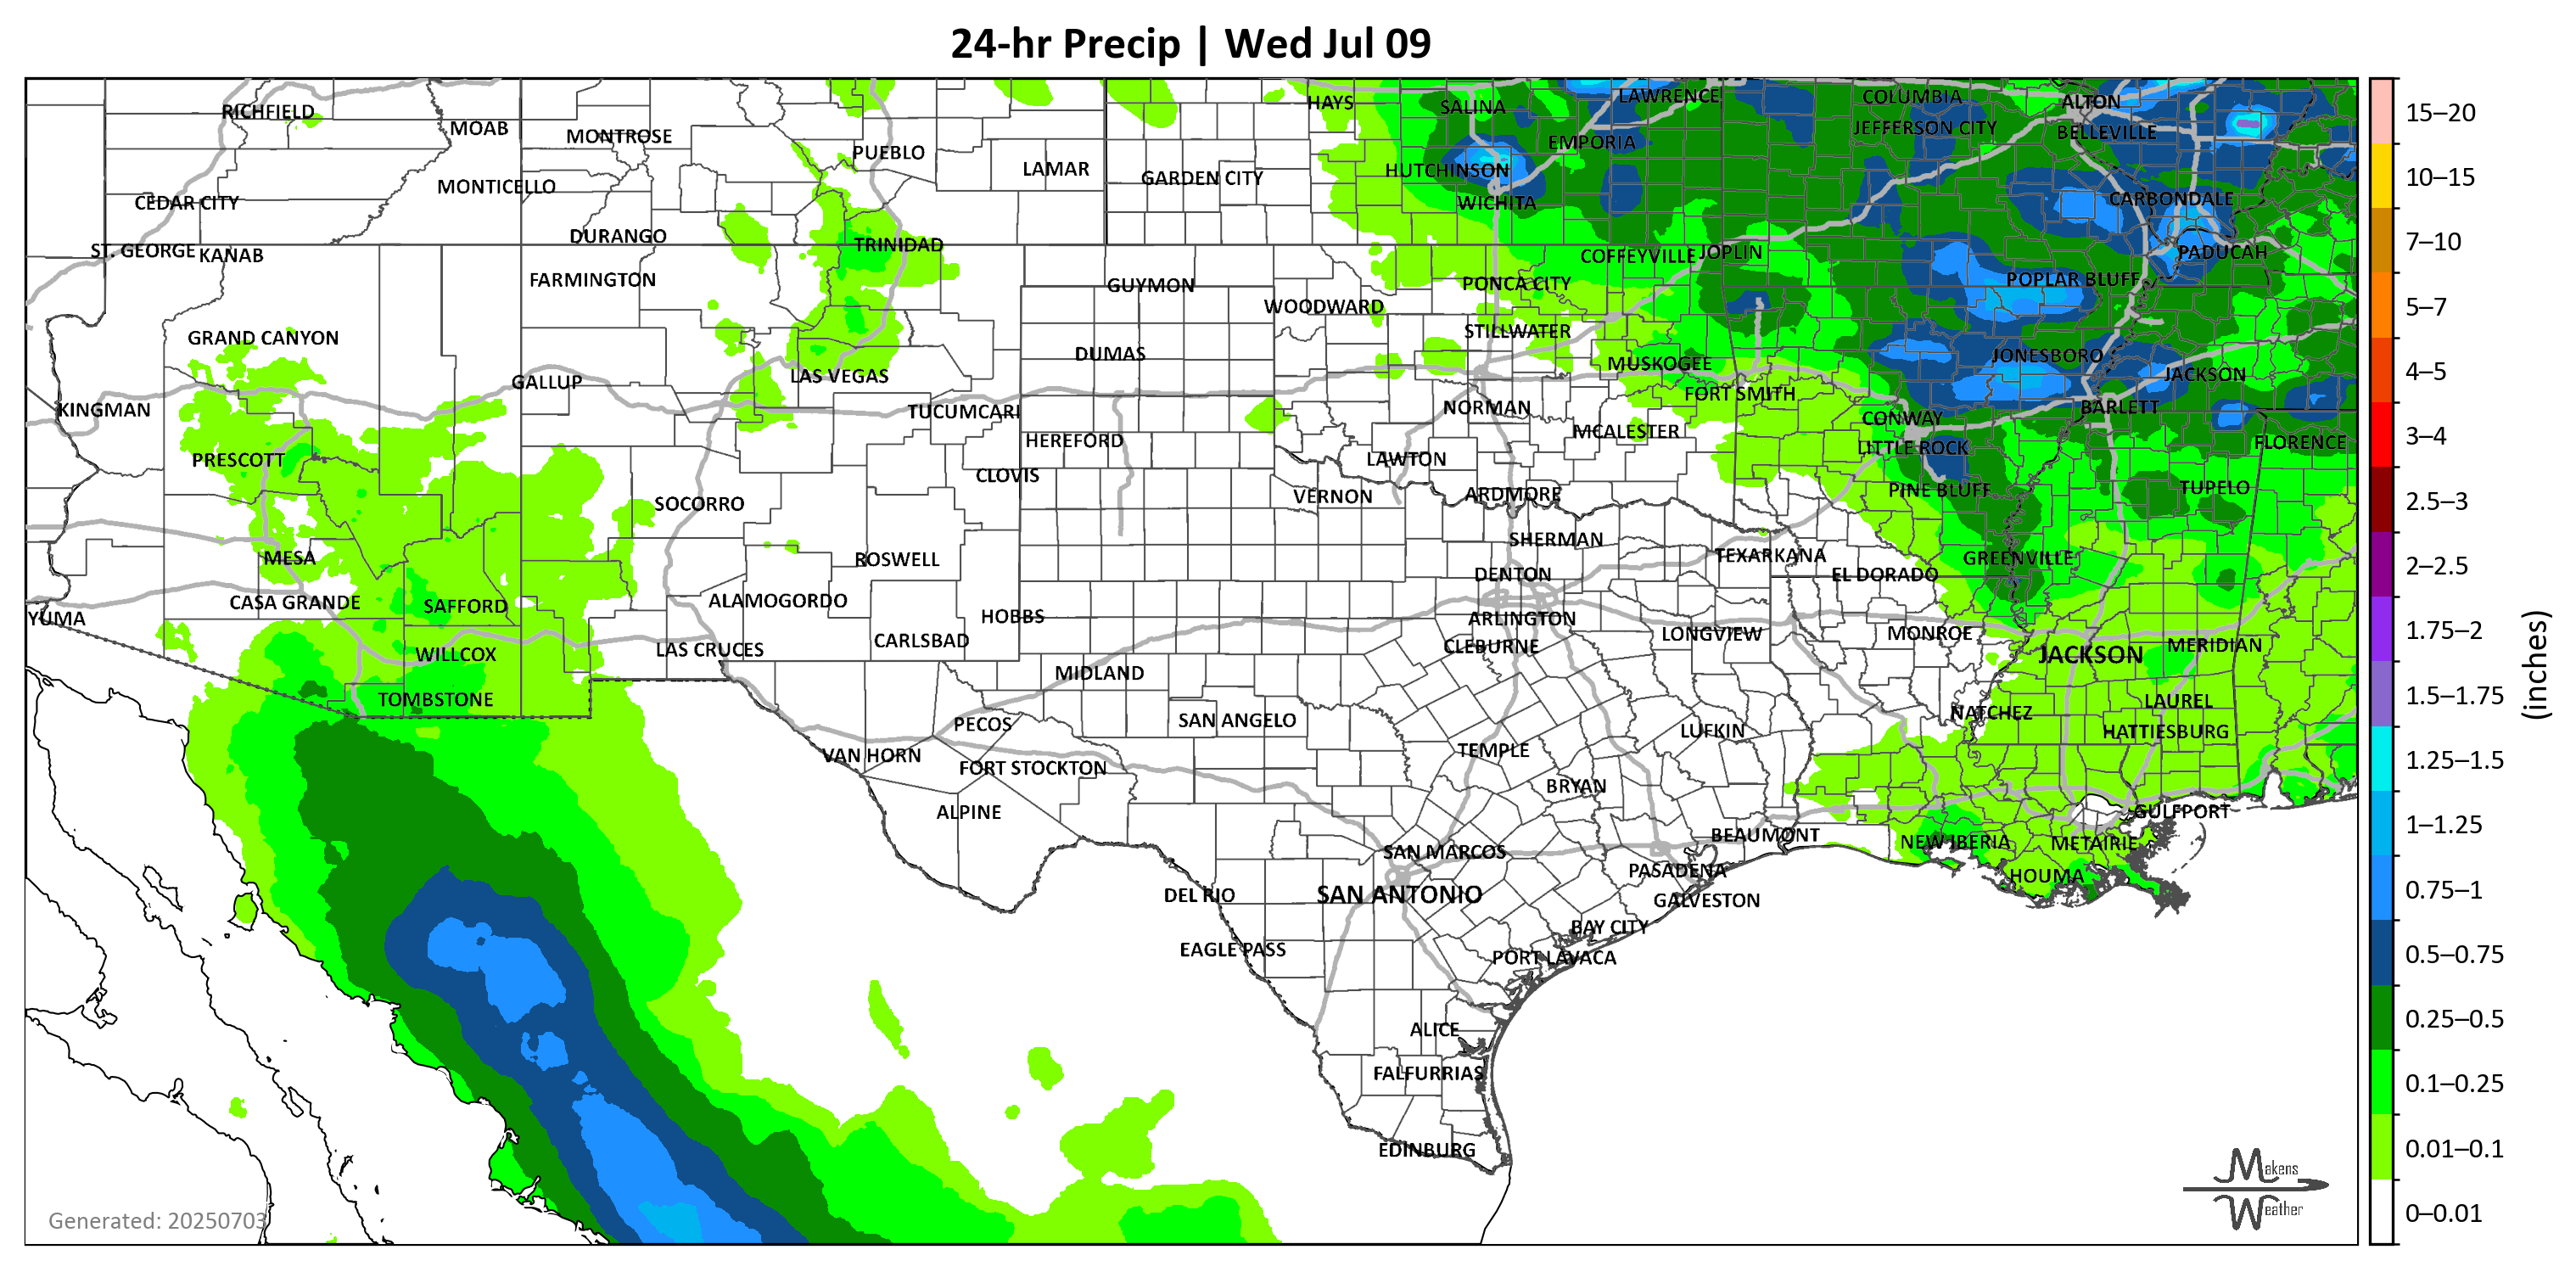 24-hr Precip | Wed Jul 09
RICHFIELD
MOAB
MONTROSE
PUEBLO
LAMAR
GARDEN CITY
HAYS
SALINA
LAWRENCE
COLUMBIA
ALTON
JEFFERSON CITY
BELLEVILLE
EMPORIA
HUTCHINSON
WICHITA
CEDAR CITY
MONTICELLO
CARBONDALE
ST. GEORGE
KANAB
DURANGO
TRINIDAD
COFFEYVILLE
JOPLIN
PADUCAH
FARMINGTON
GUYMON
PONCA CITY
POPLAR BLUFF
WOODWARD
STILLWATER
GRAND CANYON
DUMAS
MUSKOGEE
JONESBORO
JACKSON
GALLUP
LAS VEGAS
FORT SMITH
KINGMAN
TUCUMCARI
NORMAN
BARLETT
CONWAY
HEREFORD
MCALESTER
LITTLE ROCK
FLORENCE
PRESCOTT
CLOVIS
LAWTON
VERNON
ARDMORE
PINE BLUFF
TUPELO
SOCORRO
SHERMAN
MESA
ROSWELL
TEXARKANA
GREENVILLE
DENTON
EL DORADO
CASA GRANDE
SAFFORD
ALAMOGORDO
HOBBS
ARLINGTON
YUMA
CARLSBAD
CLEBURNE
LONGVIEW
MONROE
MERIDIAN
WILLCOX
LAS CRUCES
JACKSON
MIDLAND
TOMBSTONE
LAUREL
PECOS
SAN ANGELO
NATCHEZ
LUFKIN
HATTIESBURG
VAN HORN
TEMPLE
FORT STOCKTON
BRYAN
ALPINE
GULFPORT
BEAUMONT
SAN MARCOS
NEW IBERIA
METAIRIE
PASADENA
HOUMA
DEL RIO
SAN ANTONIO
GALVESTON
BAY CITY
EAGLE PASS
PORT LAVACA
ALICE
FALFURRIAS
EDINBURG
Generated: 20250703
Makens
Weather
15–20
10–15
7–10
5–7
4–5
3–4
2.5–3
2–2.5
1.75–2
1.5–1.75
1.25–1.5
1–1.25
0.75–1
0.5–0.75
0.25–0.5
0.1–0.25
0.01–0.1
0–0.01
(inches)